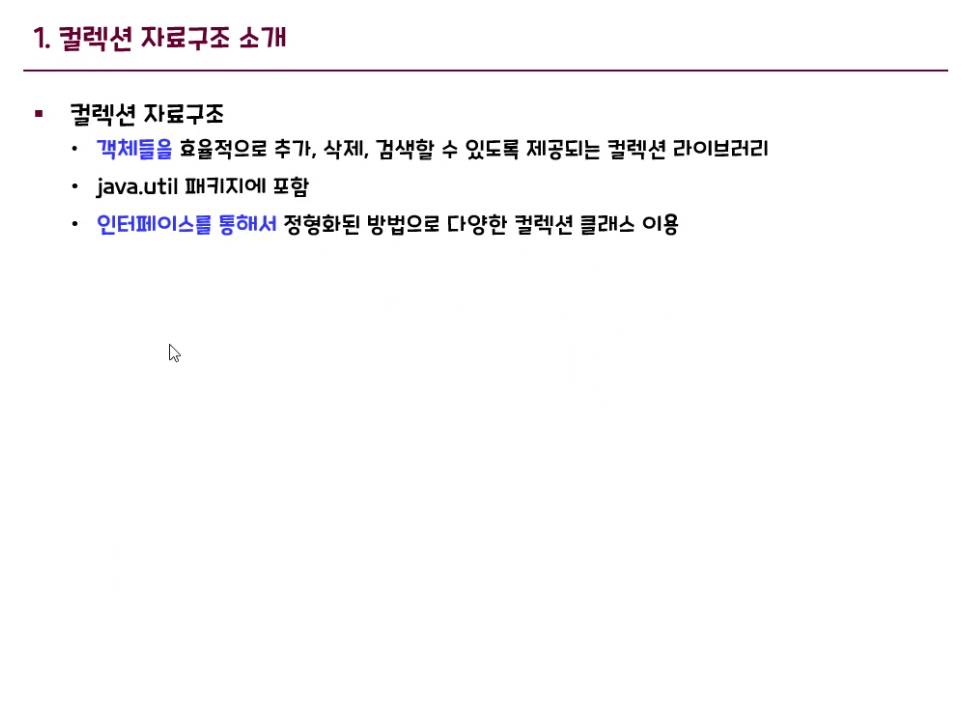 1. 컬렉션 자료구조 소개
▪ 컬렉션 자료구조
• 객체들을 효율적으로 추가, 삭제, 검색할 수 있도록 제공되는 컬렉션 라이브러리
• java.util 패키지에 포함
• 인터페이스를 통해서 정형화된 방법으로 다양한 컬렉션 클래스 이용